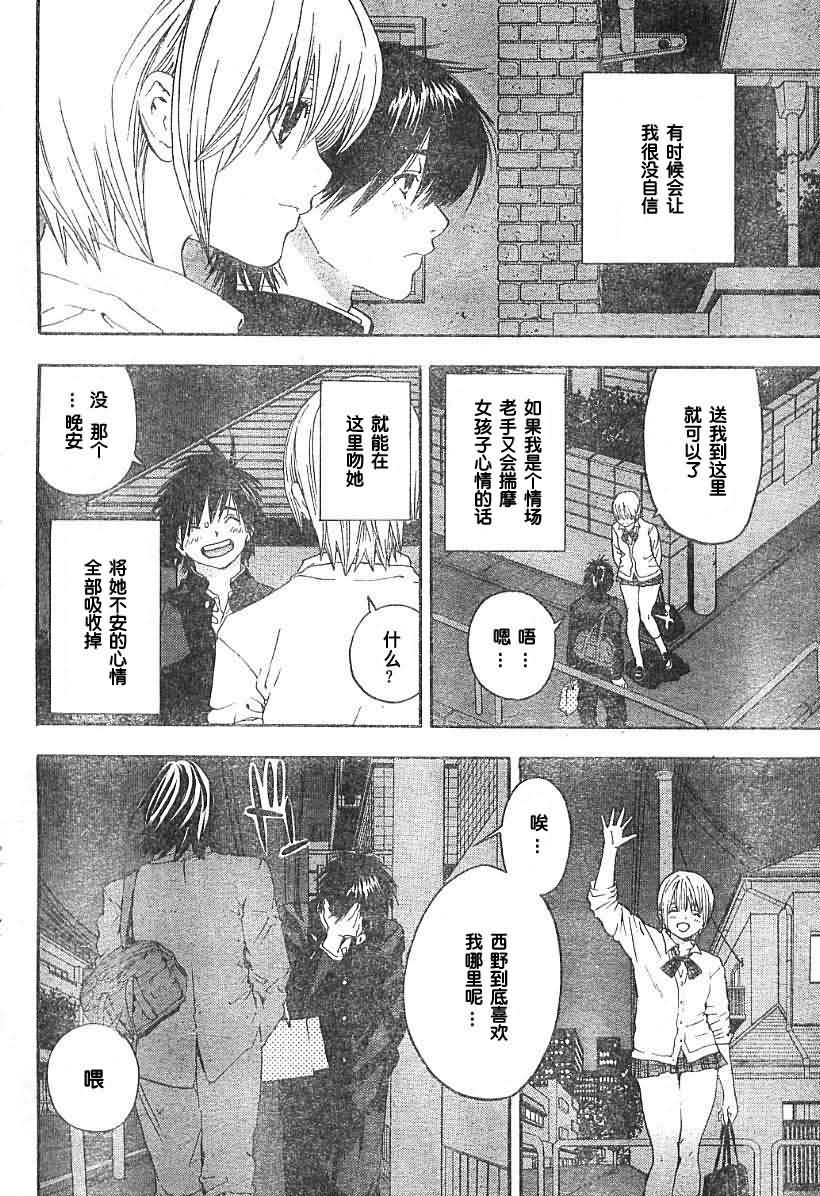 有时候会让
我很没自信
送我到这里
就可以了
唔…
嗯…
如果我是个情场
老手又会揣摩
女孩子心情的话
就能在
这里吻她
什么?
没 那个
…晚安
将她不安的心情
全部吸收掉
唉…
西野到底喜欢
我哪里呢…
喂